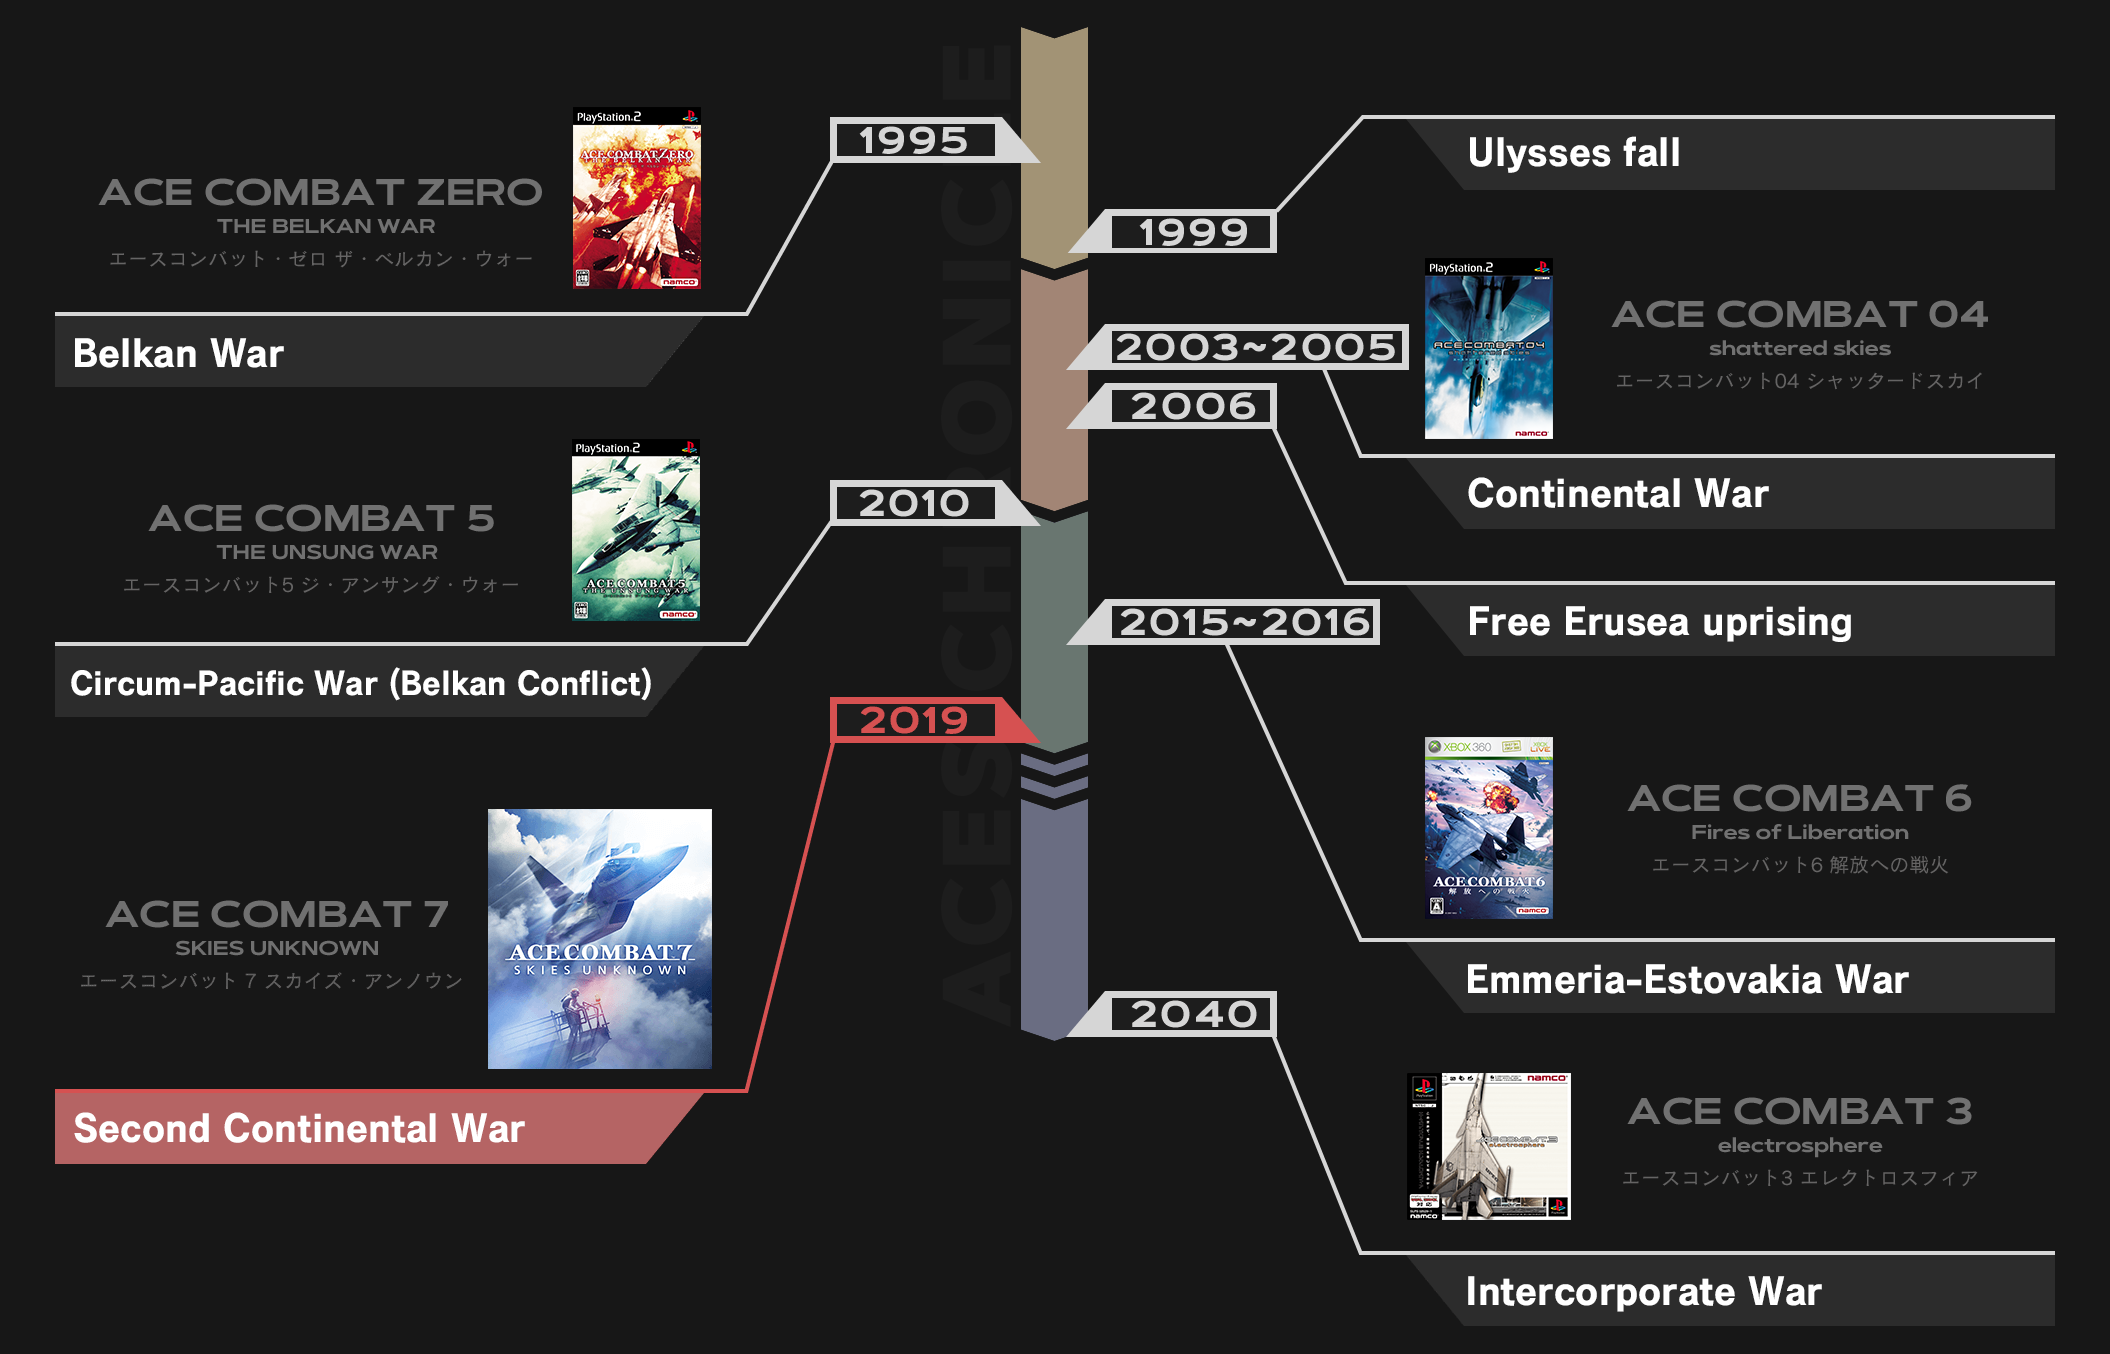 ACES CHRONICLE
1995
PlayStation.2
ACE COMBAT ZERO
THE BELKAN WAR
namco
ACE COMBAT ZERO
THE BELKAN WAR
エースコンバット・ゼロ ザ・ベルカン・ウォー
Belkan War
1999
Ulysses fall
2003~2005
PlayStation.2
ACE COMBAT 04
shattered skies
namco
ACE COMBAT 04
shattered skies
エースコンバット04 シャッタードスカイ
Continental War
2006
Free Erusea uprising
2010
PlayStation.2
ACE COMBAT 5
THE UNSUNG WAR
namco
ACE COMBAT 5
THE UNSUNG WAR
エースコンバット5 ジ・アンサング・ウォー
Circum-Pacific War (Belkan Conflict)
2015~2016
XBOX 360
XBOX
LIVE
ACE COMBAT 6
解放への戦火
namco
ACE COMBAT 6
Fires of Liberation
エースコンバット6 解放への戦火
Emmeria-Estovakia War
2019
ACE COMBAT 7
SKIES UNKNOWN
ACE COMBAT 7
SKIES UNKNOWN
エースコンバット 7 スカイズ・アンノウン
Second Continental War
2040
namco
PlayStation
ACE COMBAT 3
electrosphere
namco
ACE COMBAT 3
electrosphere
エースコンバット3 エレクトロスフィア
Intercorporate War